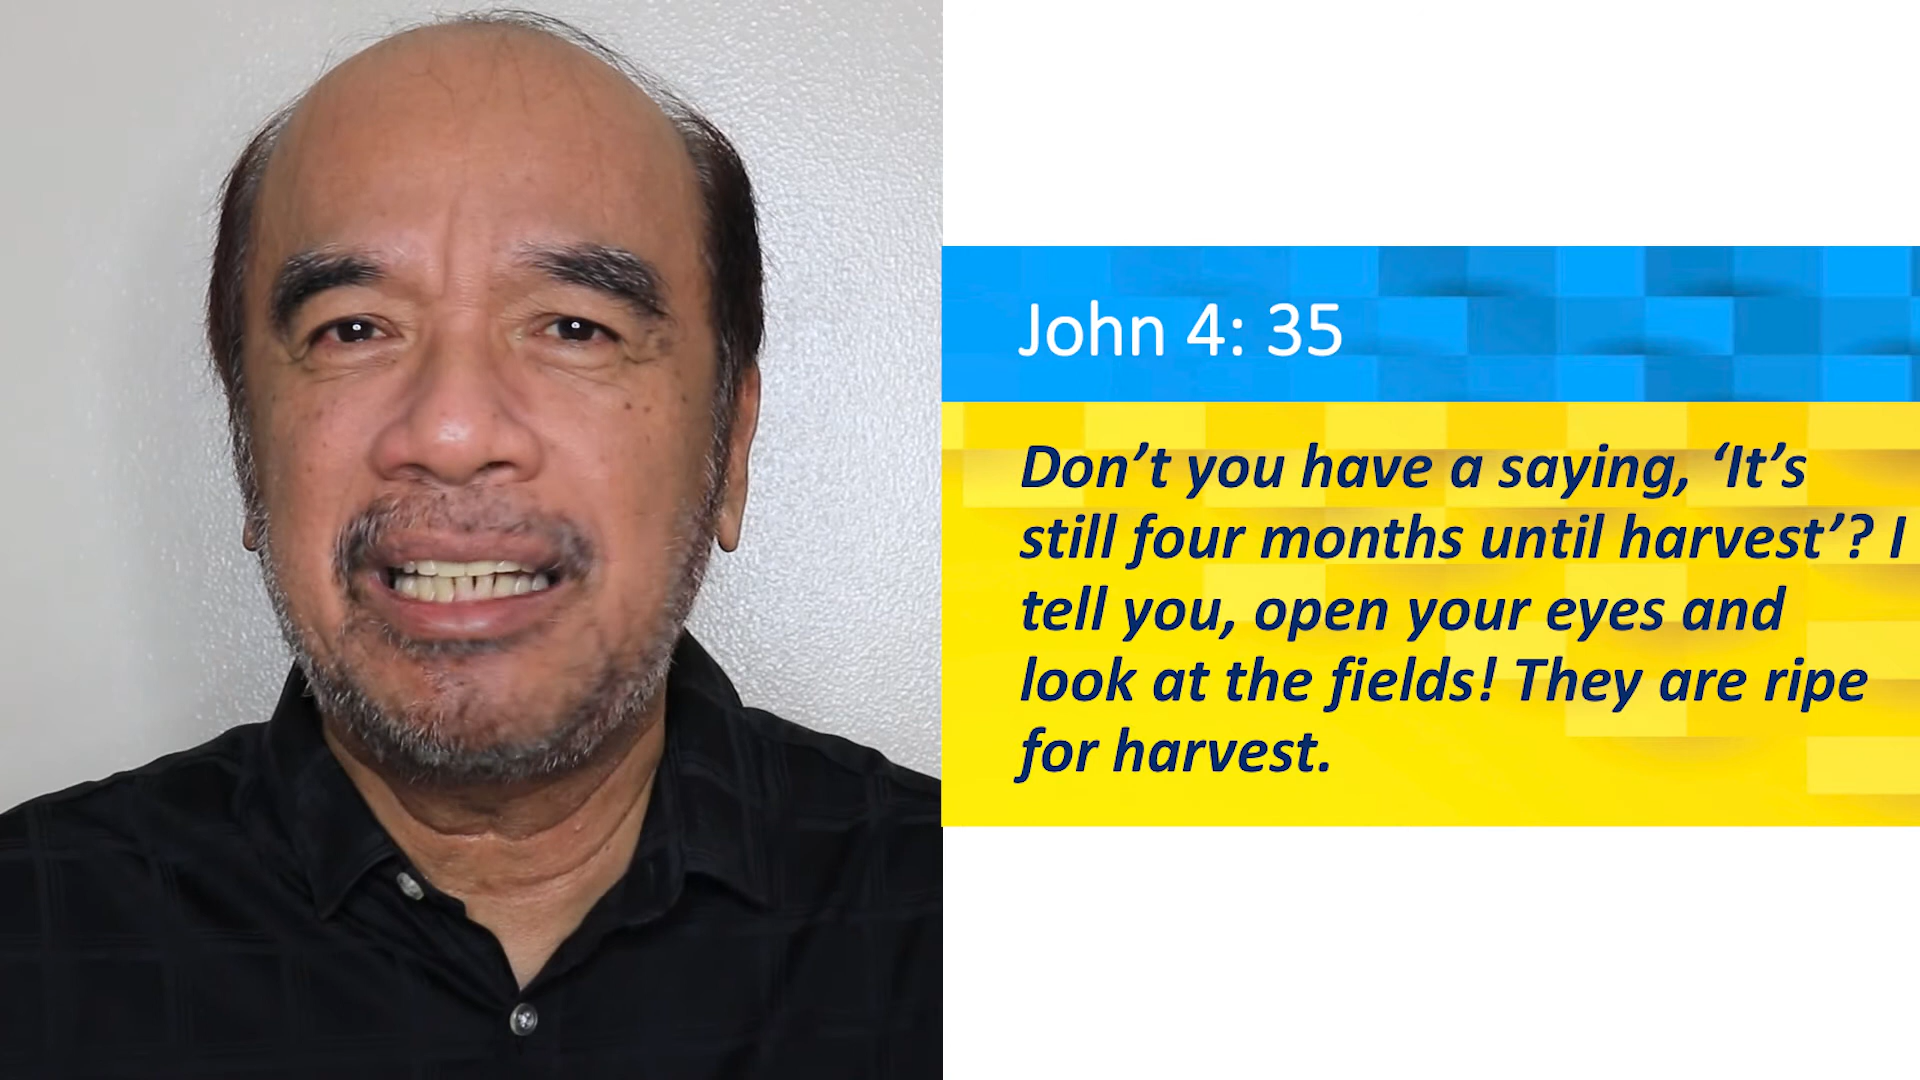 John 4: 35
Don’t you have a saying, ‘It’s
still four months until harvest’? I
tell you, open your eyes and
look at the fields! They are ripe
for harvest.